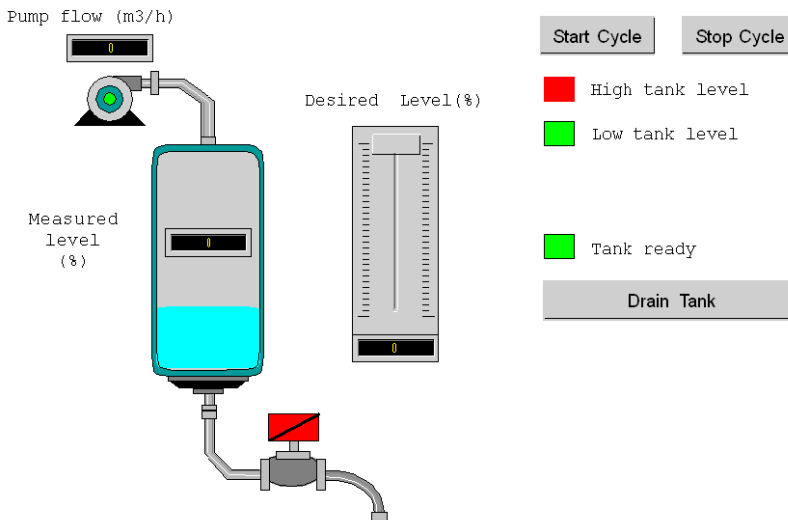 Pump flow (m3/h)
0
Start Cycle
Stop Cycle
High tank level
Desired Level(%)
Low tank level
Measured
level
(%)
0
Tank ready
Drain Tank
0